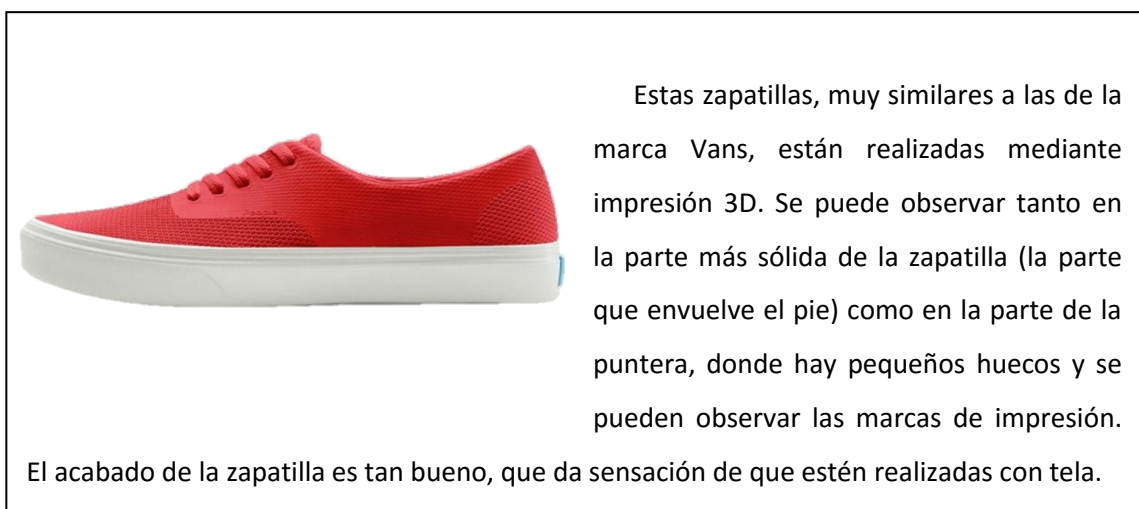 Estas zapatillas, muy similares a las de la
marca Vans, están realizadas mediante
impresión 3D. Se puede observar tanto en
la parte más sólida de la zapatilla (la parte
que envuelve el pie) como en la parte de la
puntera, donde hay pequeños huecos y se
pueden observar las marcas de impresión.
El acabado de la zapatilla es tan bueno, que da sensación de que estén realizadas con tela.